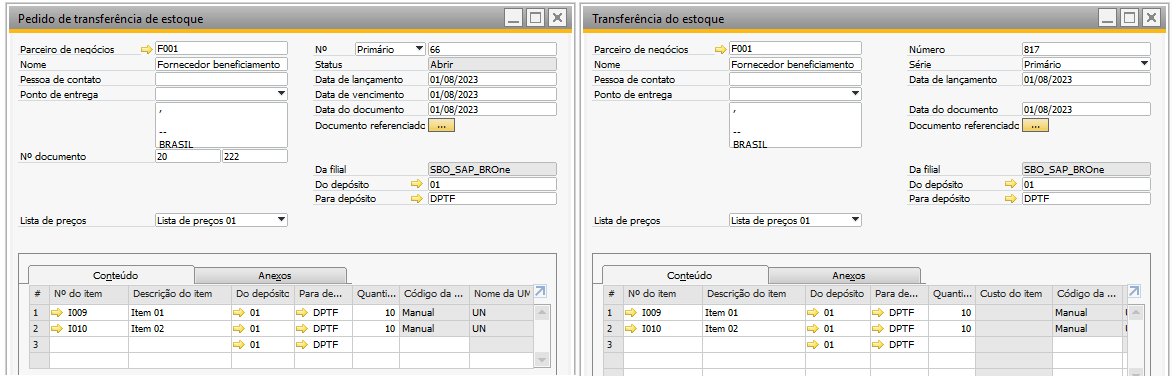 Pedido de transferência de estoque
Parceiro de negócios F001
Nome Fornecedor beneficiamento
Pessoa de contato
Ponto de entrega
,
--
BRASIL
Nº documento 20 222
Lista de preços Lista de preços 01
Nº Primário 66
Status Abrir
Data de lançamento 01/08/2023
Data de vencimento 01/08/2023
Data do documento 01/08/2023
Documento referenciado ...
Da filial SBO_SAP_BROne
Do depósito 01
Para depósito DPTF
Conteúdo Anexos
# Nº do item Descrição do item Do depósito Para de... Quanti... Código da ... Nome da UM
1 I009 Item 01 01 DPTF 10 Manual UN
2 I010 Item 02 01 DPTF 10 Manual UN
3 01 DPTF
Transferência do estoque
Parceiro de negócios F001
Nome Fornecedor beneficiamento
Pessoa de contato
Ponto de entrega
,
--
BRASIL
Lista de preços Lista de preços 01
Número 817
Série Primário
Data de lançamento 01/08/2023
Data do documento 01/08/2023
Documento referenciado ...
Da filial SBO_SAP_BROne
Do depósito 01
Para depósito DPTF
Conteúdo Anexos
# Nº do item Descrição do item Do depósito Para de... Quanti... Custo do item Código da ...
1 I009 Item 01 01 DPTF 10 Manual
2 I010 Item 02 01 DPTF 10 Manual
3 01 DPTF